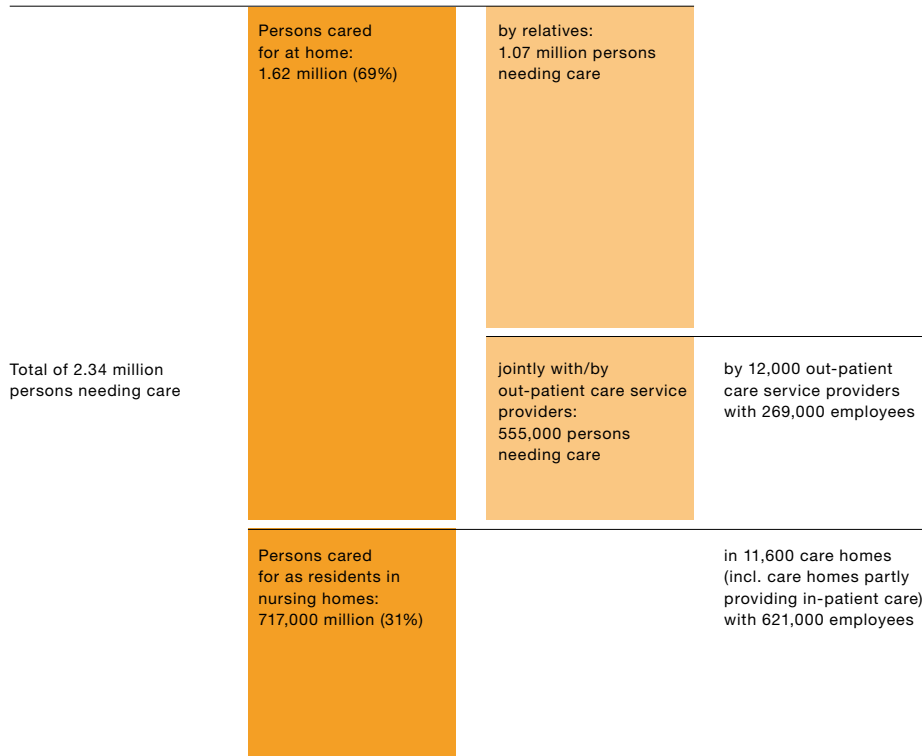 Persons cared
for at home:
1.62 million (69%)
by relatives:
1.07 million persons
needing care
Total of 2.34 million
persons needing care
jointly with/by
out-patient care service
providers:
555,000 persons
needing care
by 12,000 out-patient
care service providers
with 269,000 employees
Persons cared
for as residents in
nursing homes:
717,000 million (31%)
in 11,600 care homes
(incl. care homes partly
providing in-patient care)
with 621,000 employees